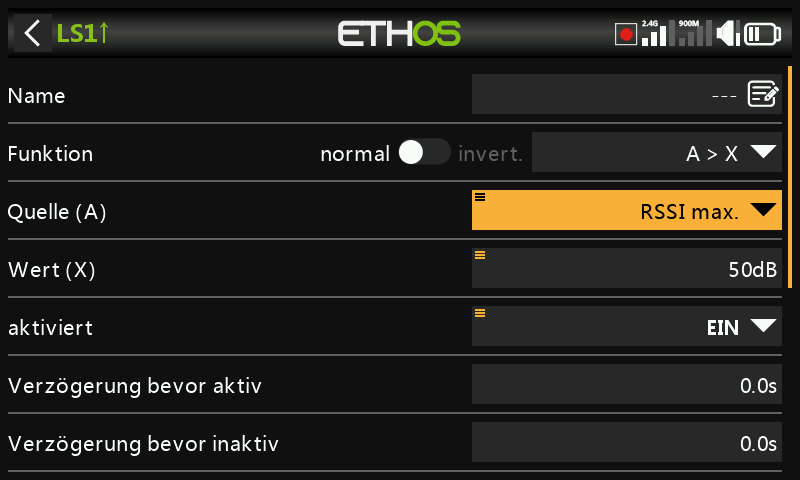 LS1↑
ETHOS
2.4G 900M
Name ---
Funktion normal invert. A > X
Quelle (A) RSSI max.
Wert (X) 50dB
aktiviert EIN
Verzögerung bevor aktiv 0.0s
Verzögerung bevor inaktiv 0.0s